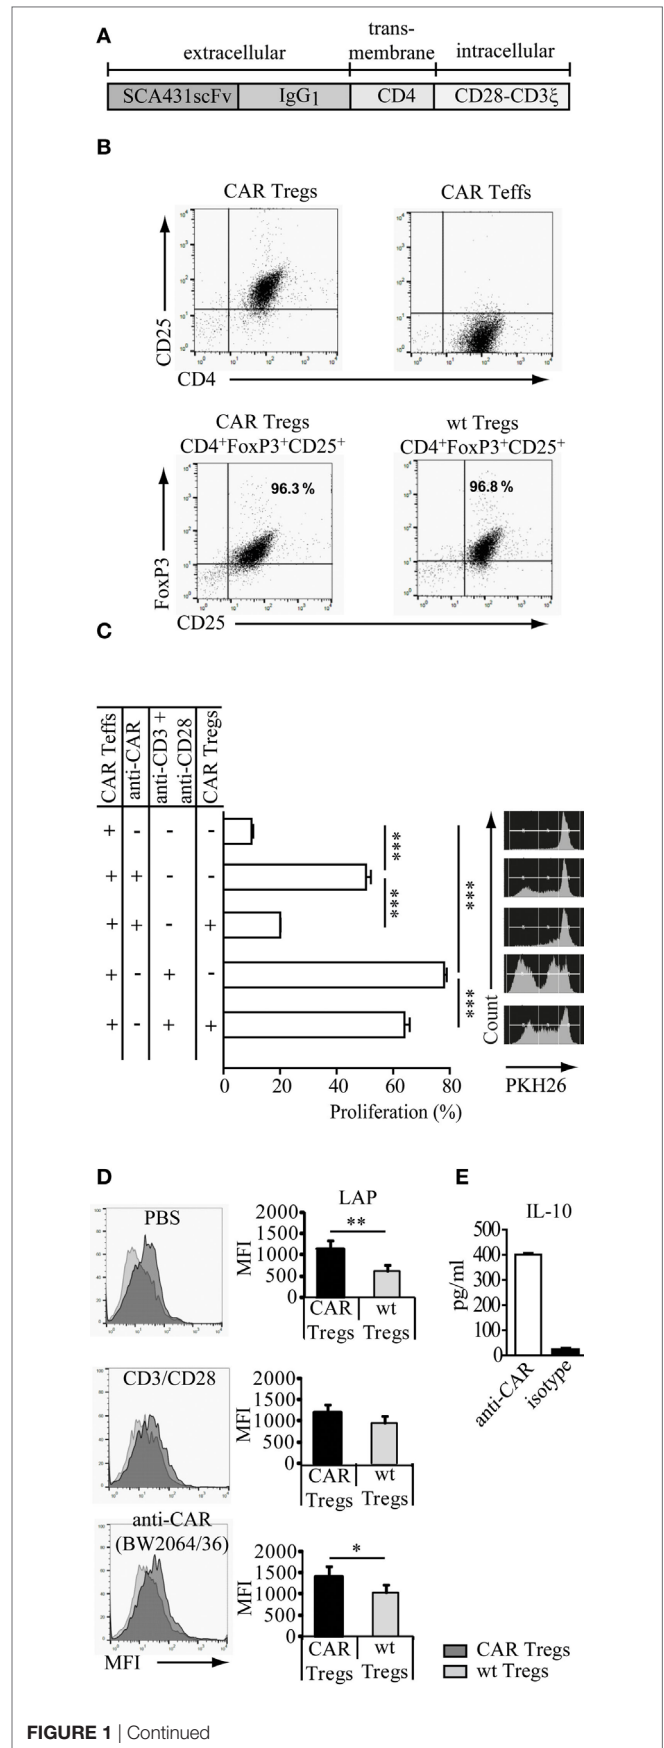 A
extracellular
trans-
membrane
intracellular
SCA431scFv IgG1 CD4 CD28-CD3ξ
B
CAR Tregs CAR Teffs
CD25
CD4
CAR Tregs
CD4+FoxP3+CD25+
wt Tregs
CD4+FoxP3+CD25+
96.3 %
96.8 %
FoxP3
CD25
C
CAR Teffs
anti-CAR
anti-CD3 +
anti-CD28
CAR Tregs
+ - - -
+ + - -
+ + - +
+ - + -
+ - + +
***
***
***
***
0 20 40 60 80
Proliferation (%)
Count
PKH26
D
PBS
LAP
2000
1500
1000
500
0
MFI
**
CAR
Tregs
wt
Tregs
CD3/CD28
2000
1500
1000
500
0
MFI
CAR
Tregs
wt
Tregs
anti-CAR
(BW2064/36)
MFI
2000
1500
1000
500
0
MFI
*
CAR
Tregs
wt
Tregs
E
IL-10
500
400
300
200
100
0
pg/ml
anti-CAR
isotype
CAR Tregs
wt Tregs
FIGURE 1 | Continued